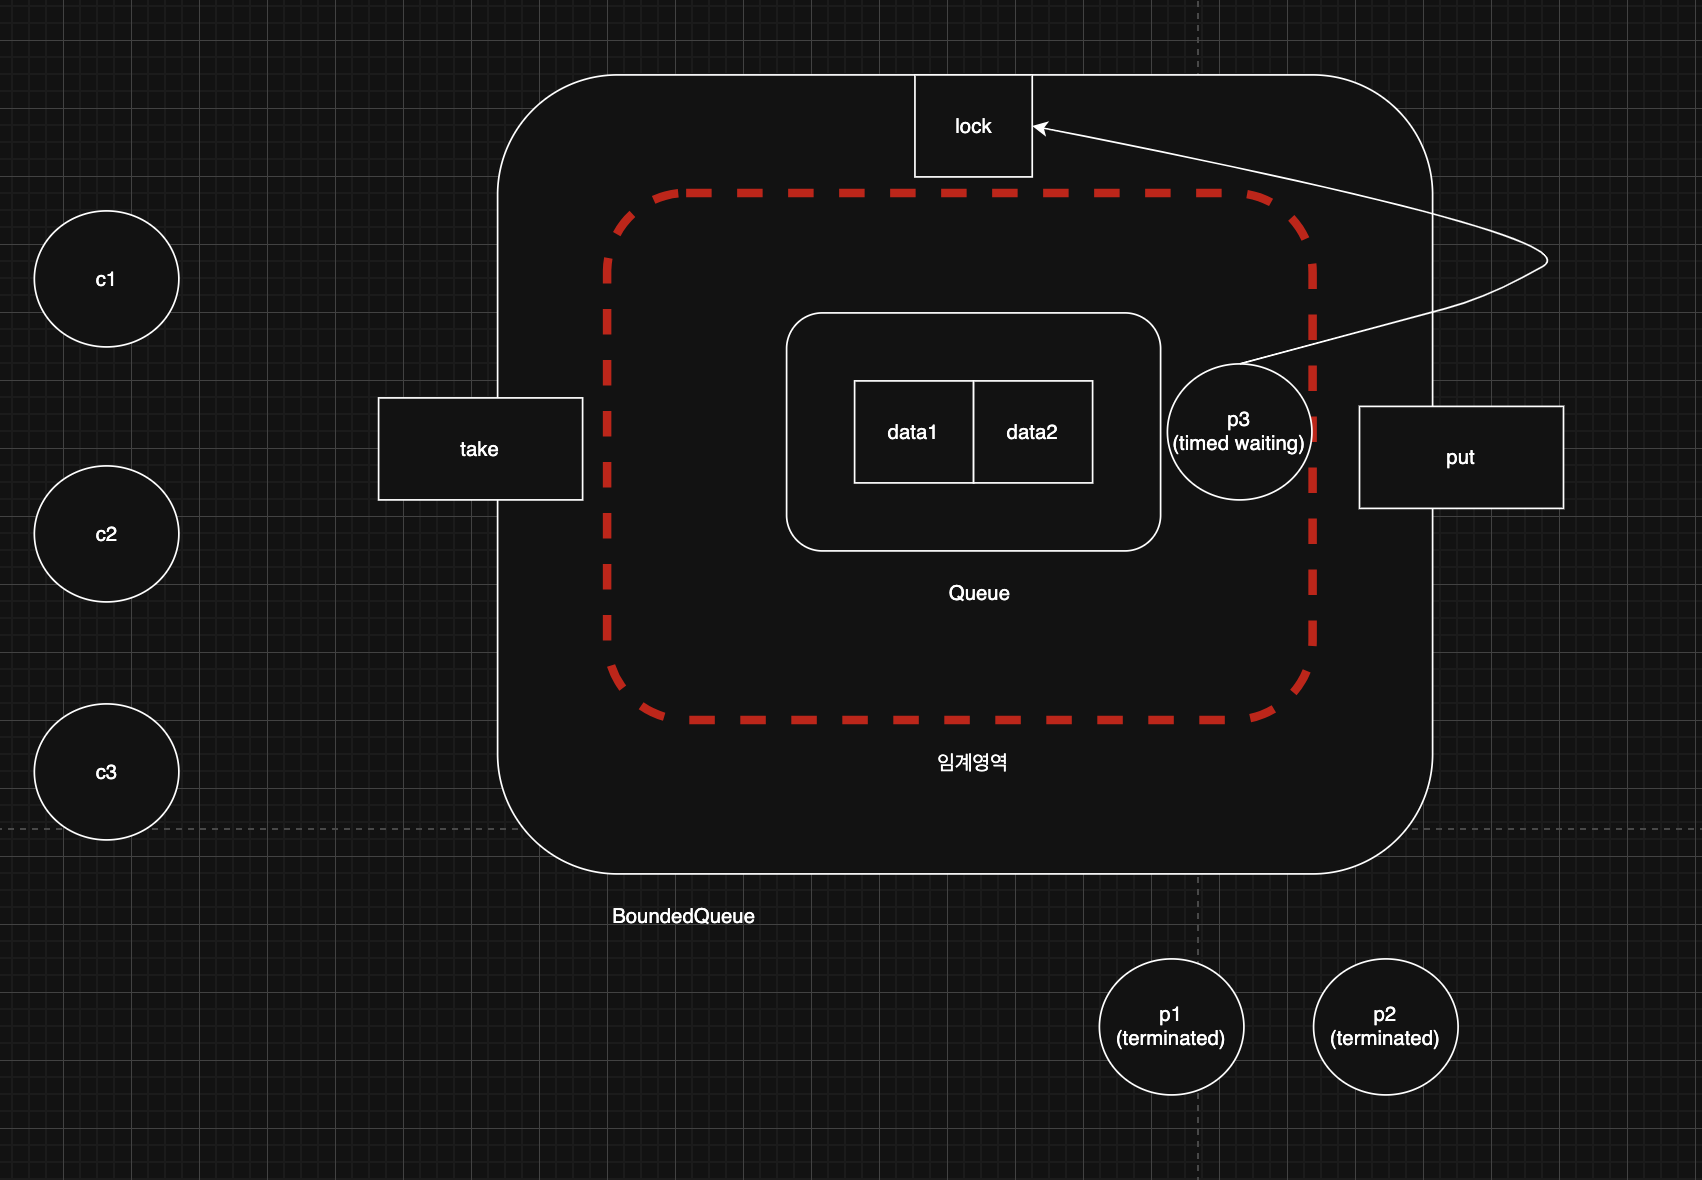 lock
c1
c2
c3
take
data1
data2
p3
(timed waiting)
put
Queue
임계영역
BoundedQueue
p1
(terminated)
p2
(terminated)